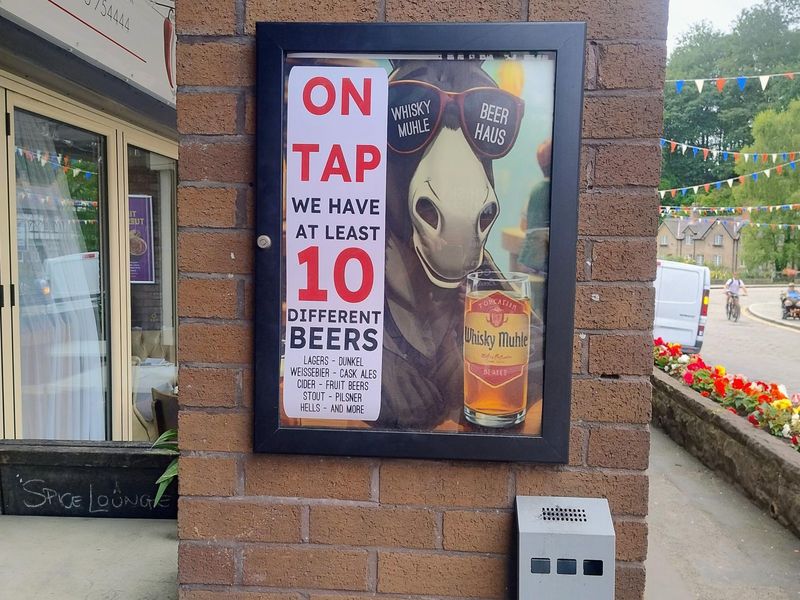 754444
ON
TAP
WE HAVE
AT LEAST
10
DIFFERENT
BEERS
LAGERS - DUNKEL
WEISSEBIER - CASK ALES
CIDER - FRUIT BEERS
STOUT - PILSNER
HELLS - AND MORE
WHISKY
MUHLE
BEER
HAUS
Whisky Muhle
SPICE LOUNGE